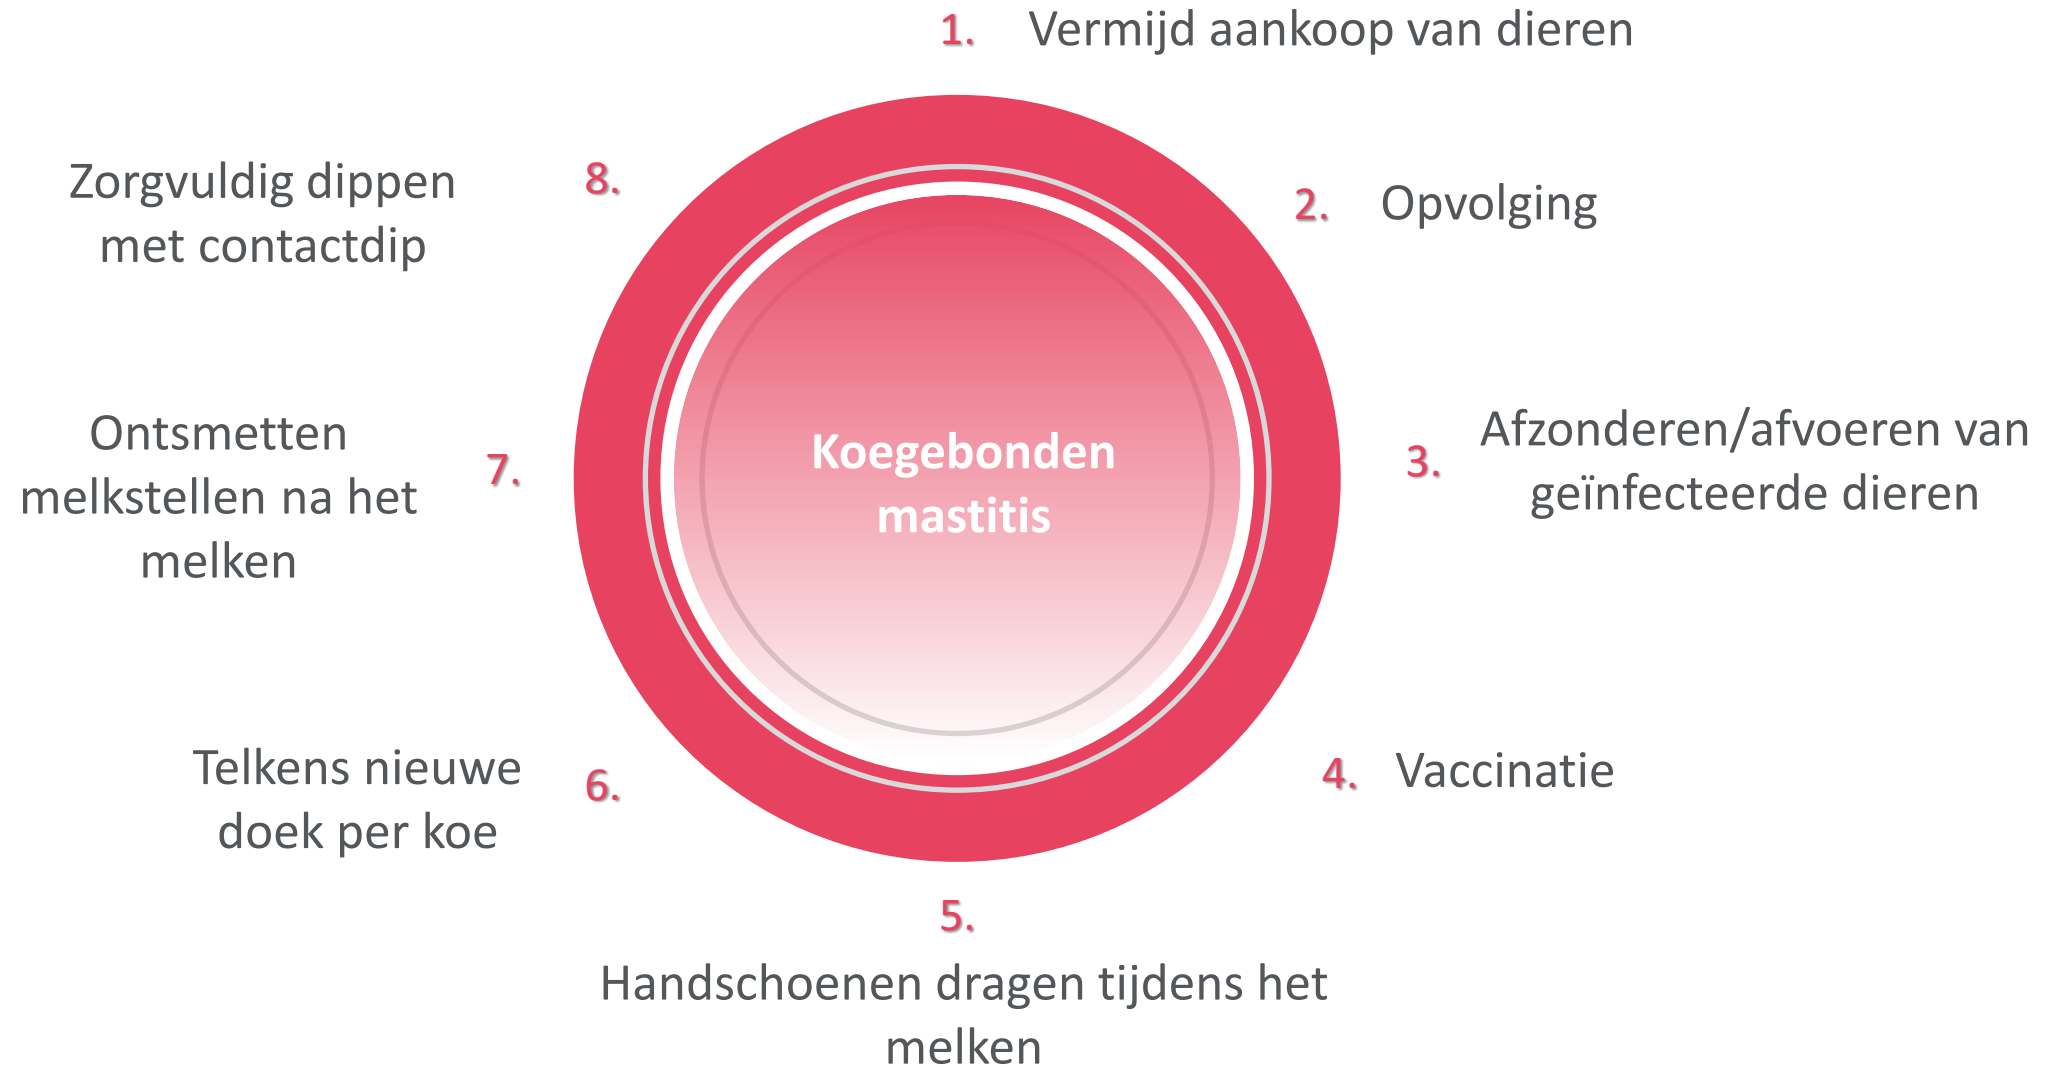 1. Vermijd aankoop van dieren
2. Opvolging
3. Afzonderen/afvoeren van
geïnfecteerde dieren
4. Vaccinatie
5.
Handschoenen dragen tijdens het
melken
6. Telkens nieuwe
doek per koe
7. Ontsmetten
melkstellen na het
melken
8. Zorgvuldig dippen
met contactdip
Koegebonden
mastitis